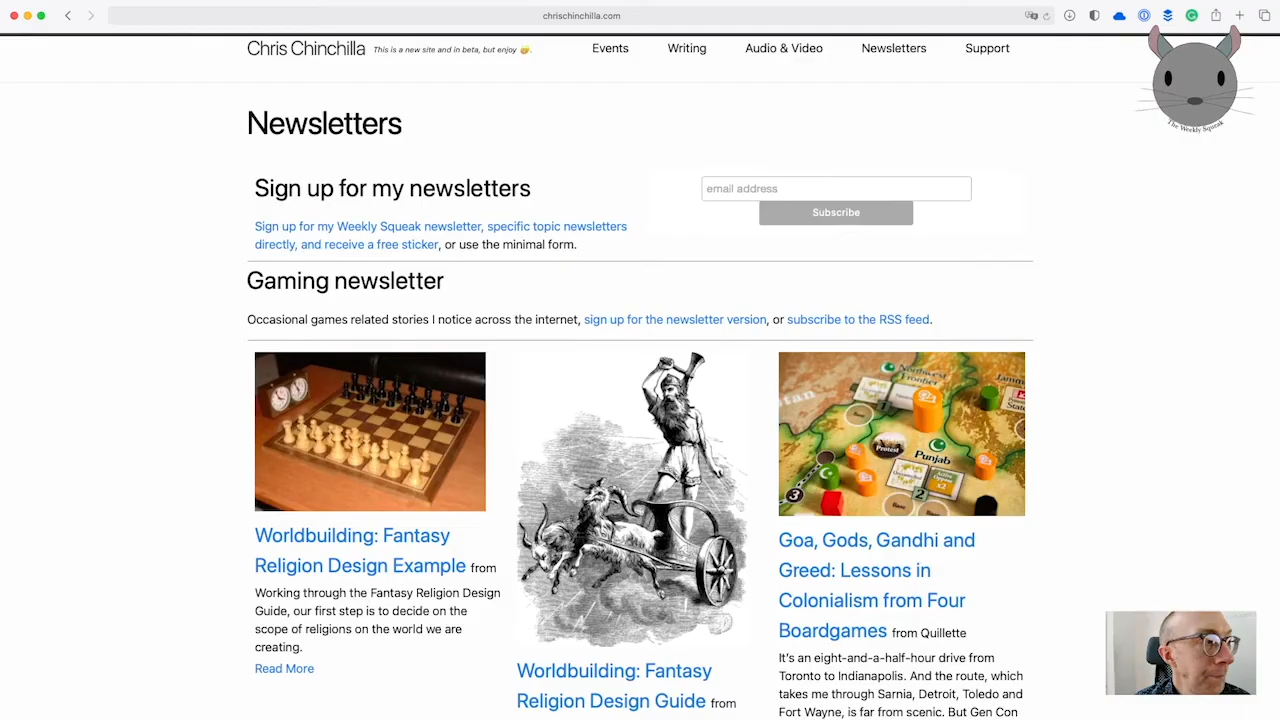 chrischinchilla.com
Chris Chinchilla This is a new site and in beta, but enjoy
Events
Writing
Audio & Video
Newsletters
Support
The Weekly Squeak
Newsletters
Sign up for my newsletters
Sign up for my Weekly Squeak newsletter, specific topic newsletters
directly, and receive a free sticker, or use the minimal form.
email address
Subscribe
Gaming newsletter
Occasional games related stories I notice across the internet, sign up for the newsletter version, or subscribe to the RSS feed.
Northwest
Frontier
Protest
Punjab
3
2
x2
Worldbuilding: Fantasy
Religion Design Example from
Working through the Fantasy Religion Design
Guide, our first step is to decide on the
scope of religions on the world we are
creating.
Read More
Worldbuilding: Fantasy
Religion Design Guide from
Goa, Gods, Gandhi and
Greed: Lessons in
Colonialism from Four
Boardgames from Quillette
It's an eight-and-a-half-hour drive from
Toronto to Indianapolis. And the route, which
takes me through Sarnia, Detroit, Toledo and
Fort Wayne, is far from scenic. But Gen Con